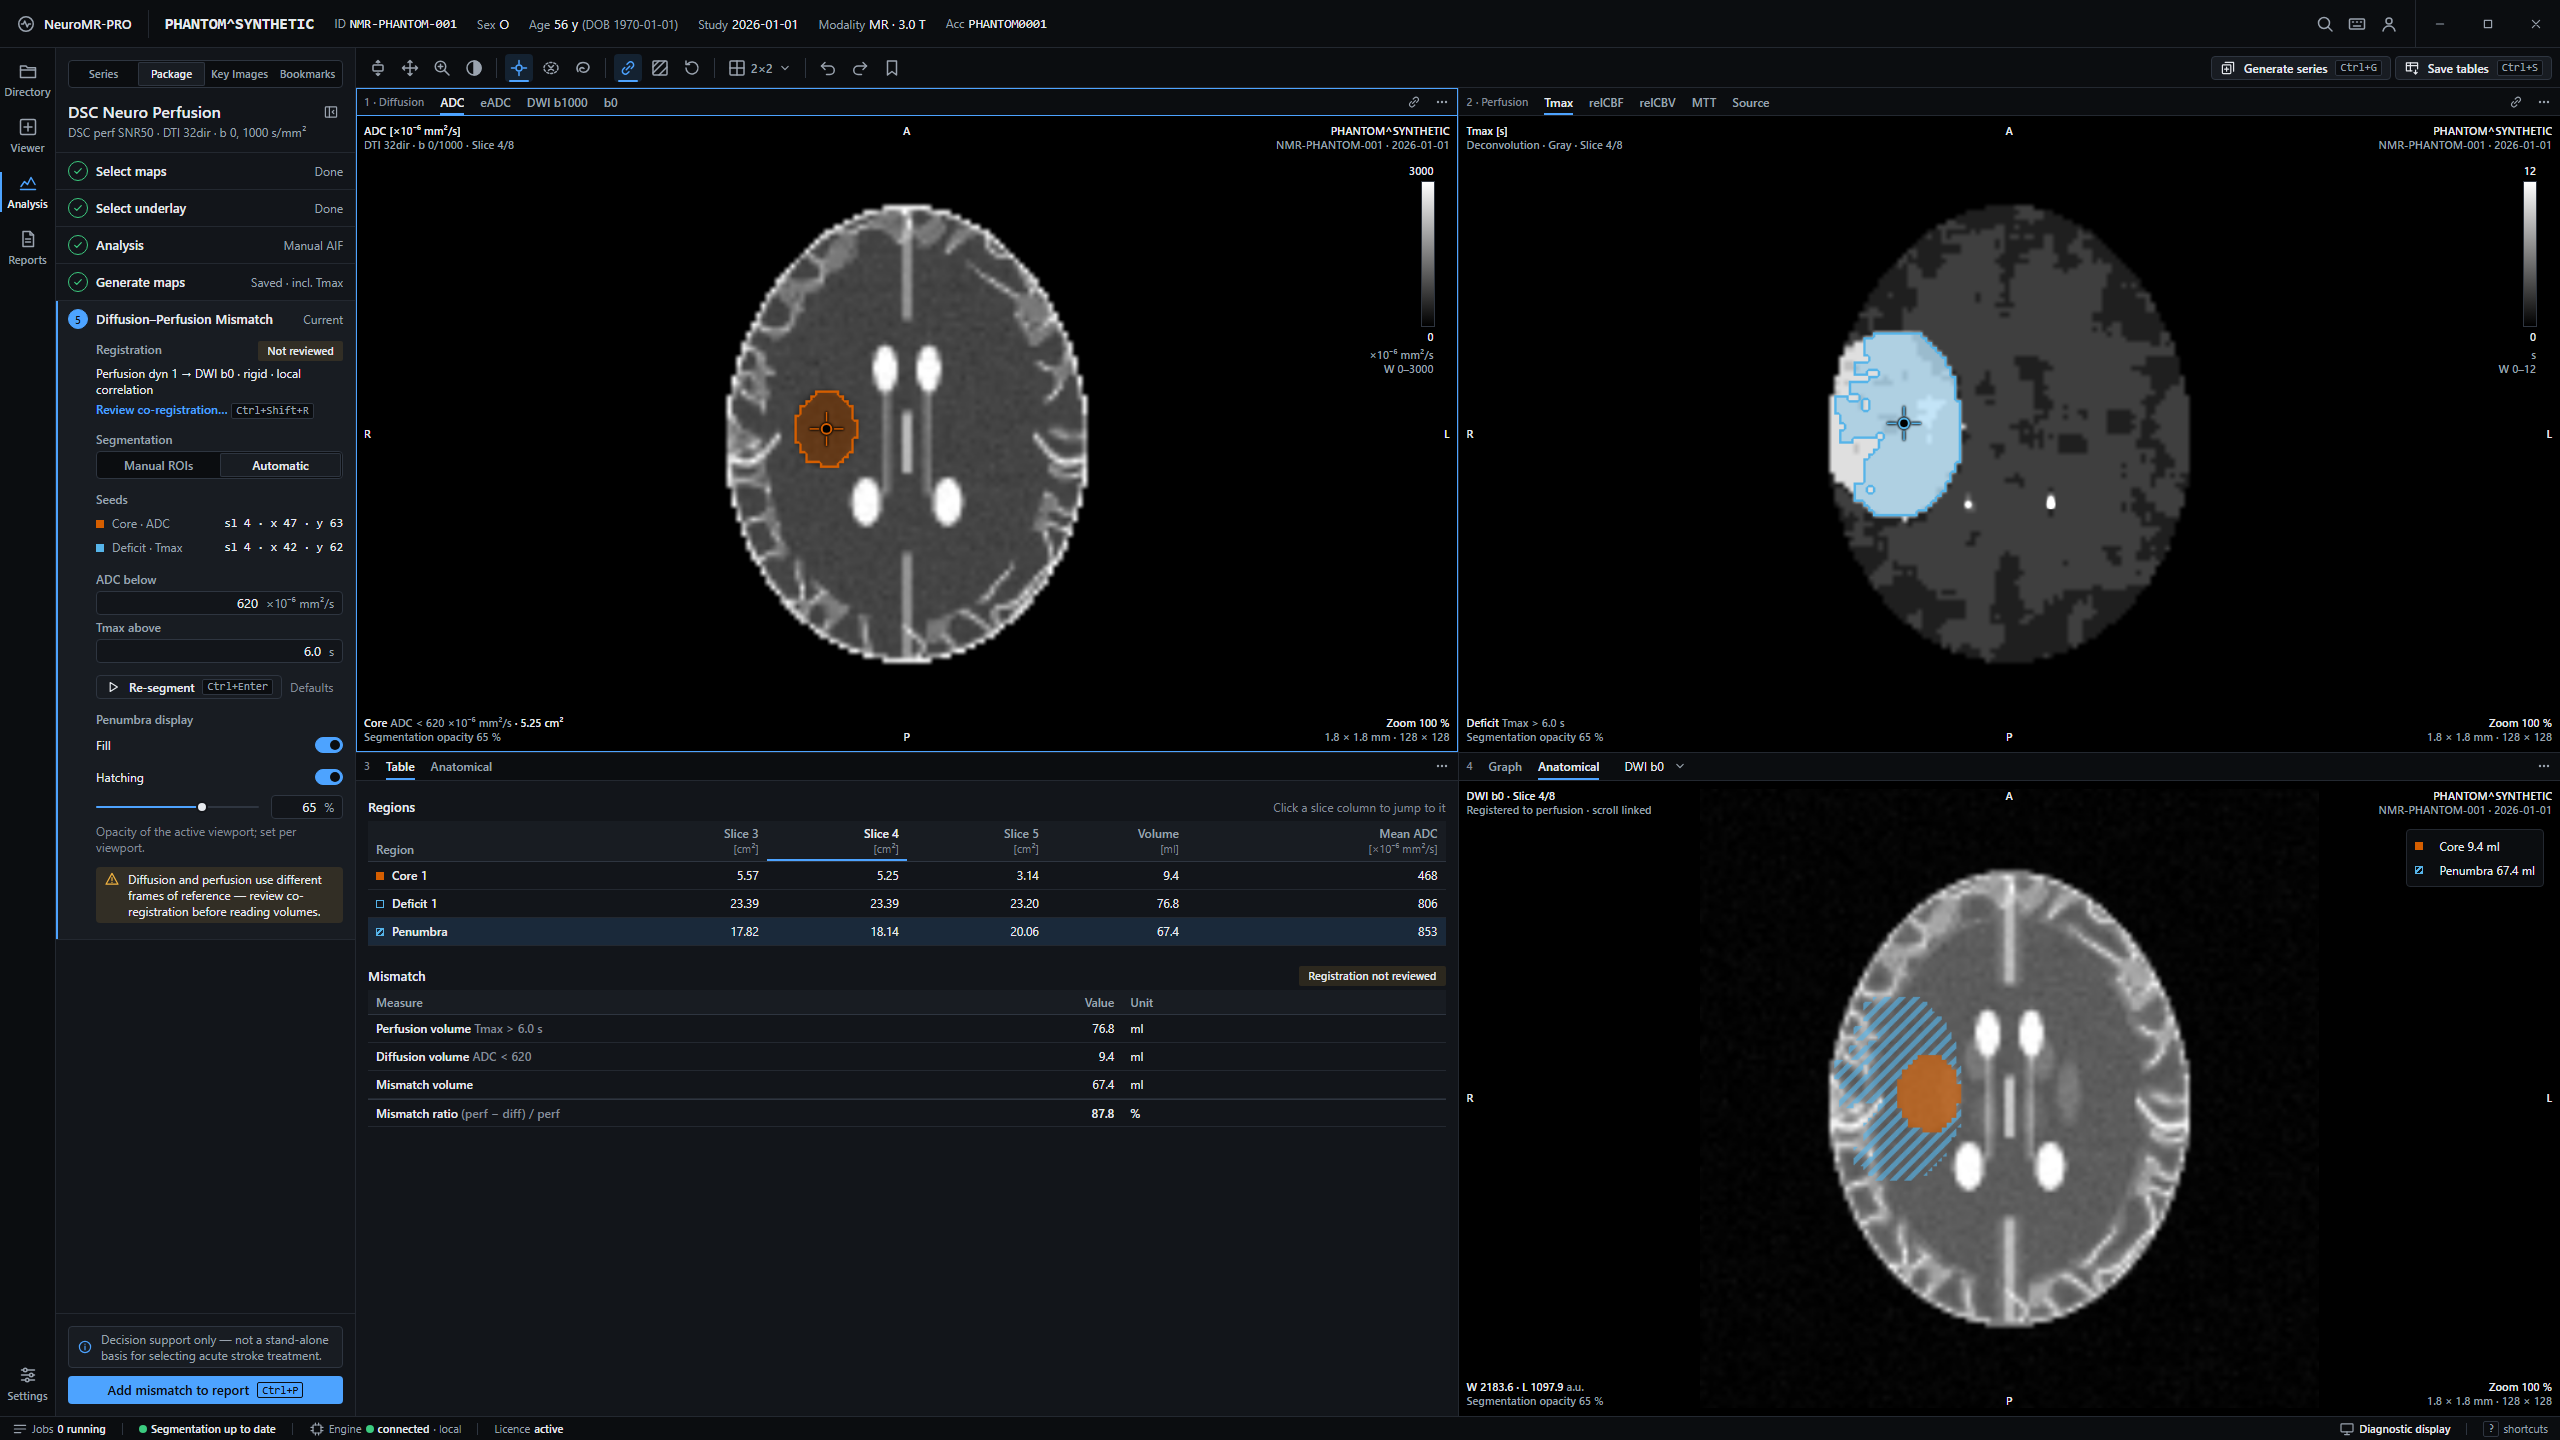 NeuroMR-PRO PHANTOM^SYNTHETIC ID NMR-PHANTOM-001 Sex O Age 56 y (DOB 1970-01-01) Study 2026-01-01 Modality MR · 3.0 T Acc PHANTOM0001
Directory
Viewer
Analysis
Reports
Settings
Series Package Key Images Bookmarks
DSC Neuro Perfusion
DSC perf SNR50 · DTI 32dir · b 0, 1000 s/mm²
Select maps Done
Select underlay Done
Analysis Manual AIF
Generate maps Saved · incl. Tmax
5 Diffusion–Perfusion Mismatch Current
Registration Not reviewed
Perfusion dyn 1 → DWI b0 · rigid · local
correlation
Review co-registration... Ctrl+Shift+R
Segmentation
Manual ROIs Automatic
Seeds
Core · ADC sl 4 · x 47 · y 63
Deficit · Tmax sl 4 · x 42 · y 62
ADC below
620 ×10⁻⁶ mm²/s
Tmax above
6.0 s
Re-segment Ctrl+Enter Defaults
Penumbra display
Fill
Hatching
65 %
Opacity of the active viewport; set per
viewport.
Diffusion and perfusion use different
frames of reference — review co-
registration before reading volumes.
Decision support only — not a stand-alone
basis for selecting acute stroke treatment.
Add mismatch to report Ctrl+P
2×2
Generate series Ctrl+G Save tables Ctrl+S
1 · Diffusion ADC eADC DWI b1000 b0
ADC [×10⁻⁶ mm²/s]
DTI 32dir · b 0/1000 · Slice 4/8
A
PHANTOM^SYNTHETIC
NMR-PHANTOM-001 · 2026-01-01
3000
0
×10⁻⁶ mm²/s
W 0–3000
R
L
Core ADC < 620 ×10⁻⁶ mm²/s · 5.25 cm²
Segmentation opacity 65 %
P
Zoom 100 %
1.8 × 1.8 mm · 128 × 128
2 · Perfusion Tmax relCBF relCBV MTT Source
Tmax [s]
Deconvolution · Gray · Slice 4/8
A
PHANTOM^SYNTHETIC
NMR-PHANTOM-001 · 2026-01-01
12
0
s
W 0–12
R
L
Deficit Tmax > 6.0 s
Segmentation opacity 65 %
P
Zoom 100 %
1.8 × 1.8 mm · 128 × 128
3 Table Anatomical
Regions Click a slice column to jump to it
Region Slice 3 [cm²] Slice 4 [cm²] Slice 5 [cm²] Volume [ml] Mean ADC [×10⁻⁶ mm²/s]
Core 1 5.57 5.25 3.14 9.4 468
Deficit 1 23.39 23.39 23.20 76.8 806
Penumbra 17.82 18.14 20.06 67.4 853
Mismatch Registration not reviewed
Measure Value Unit
Perfusion volume Tmax > 6.0 s 76.8 ml
Diffusion volume ADC < 620 9.4 ml
Mismatch volume 67.4 ml
Mismatch ratio (perf − diff) / perf 87.8 %
4 Graph Anatomical DWI b0
DWI b0 · Slice 4/8
Registered to perfusion · scroll linked
A
PHANTOM^SYNTHETIC
NMR-PHANTOM-001 · 2026-01-01
Core 9.4 ml
Penumbra 67.4 ml
R
L
W 2183.6 · L 1097.9 a.u.
Segmentation opacity 65 %
P
Zoom 100 %
1.8 × 1.8 mm · 128 × 128
Jobs 0 running Segmentation up to date Engine connected · local Licence active
Diagnostic display ? shortcuts